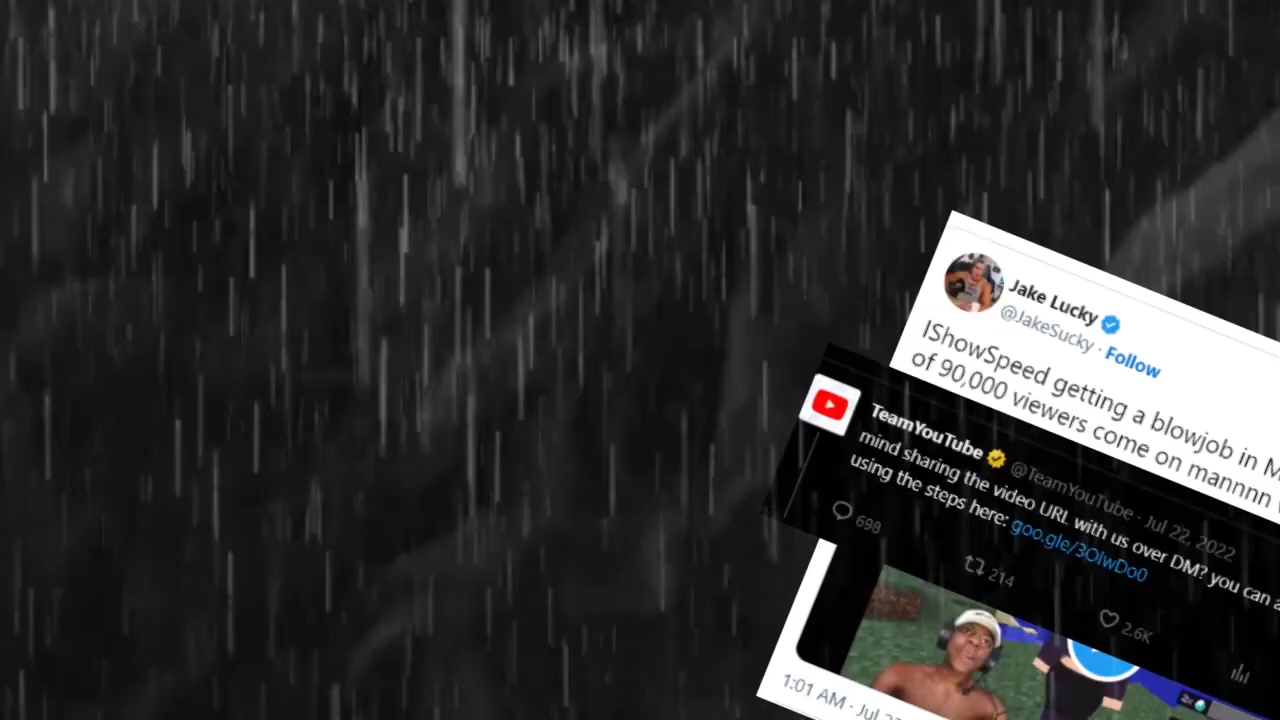 Jake Lucky
@JakeSucky · Follow
IShowSpeed getting a blowjob in
of 90,000 viewers come on mannnn
TeamYouTube @TeamYouTube · Jul 22, 2022
mind sharing the video URL with us over DM? you can
using the steps here: goo.gle/3OlwDo0
698
214
2.6K
1:01 AM · Jul